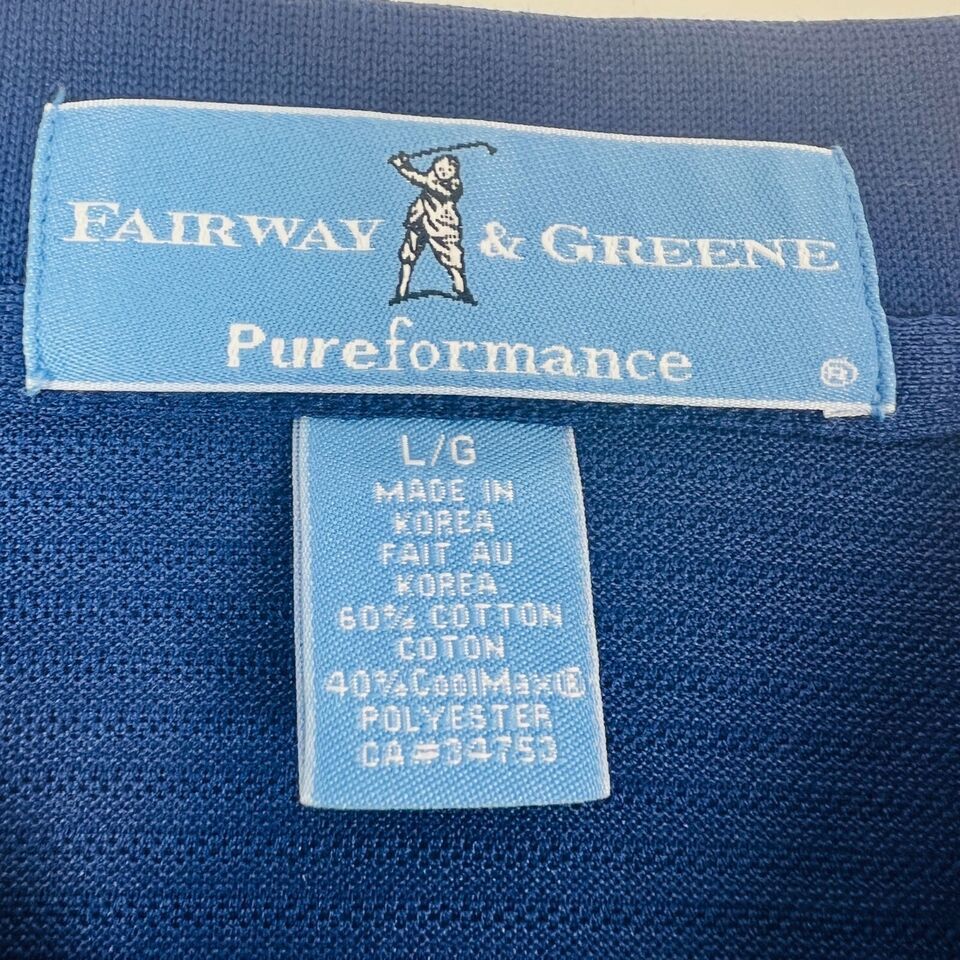 FAIRWAY & GREENE
Pureformance ®
L/G
MADE IN
KOREA
FAIT AU
KOREA
60% COTTON
COTON
40% CoolMax®
POLYESTER
CA#34753